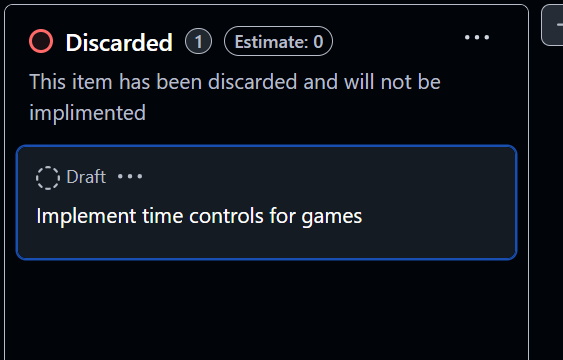 Discarded 1 Estimate: 0
This item has been discarded and will not be
implimented
Draft
Implement time controls for games